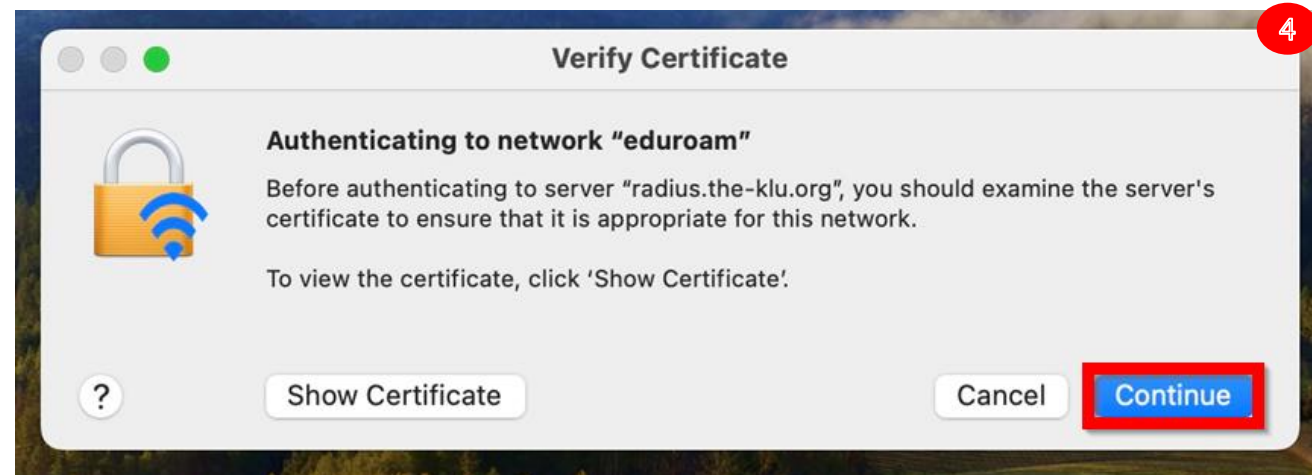 4
Verify Certificate
Authenticating to network “eduroam”
Before authenticating to server “radius.the-klu.org”, you should examine the server's
certificate to ensure that it is appropriate for this network.
To view the certificate, click ‘Show Certificate’.
? Show Certificate Cancel Continue